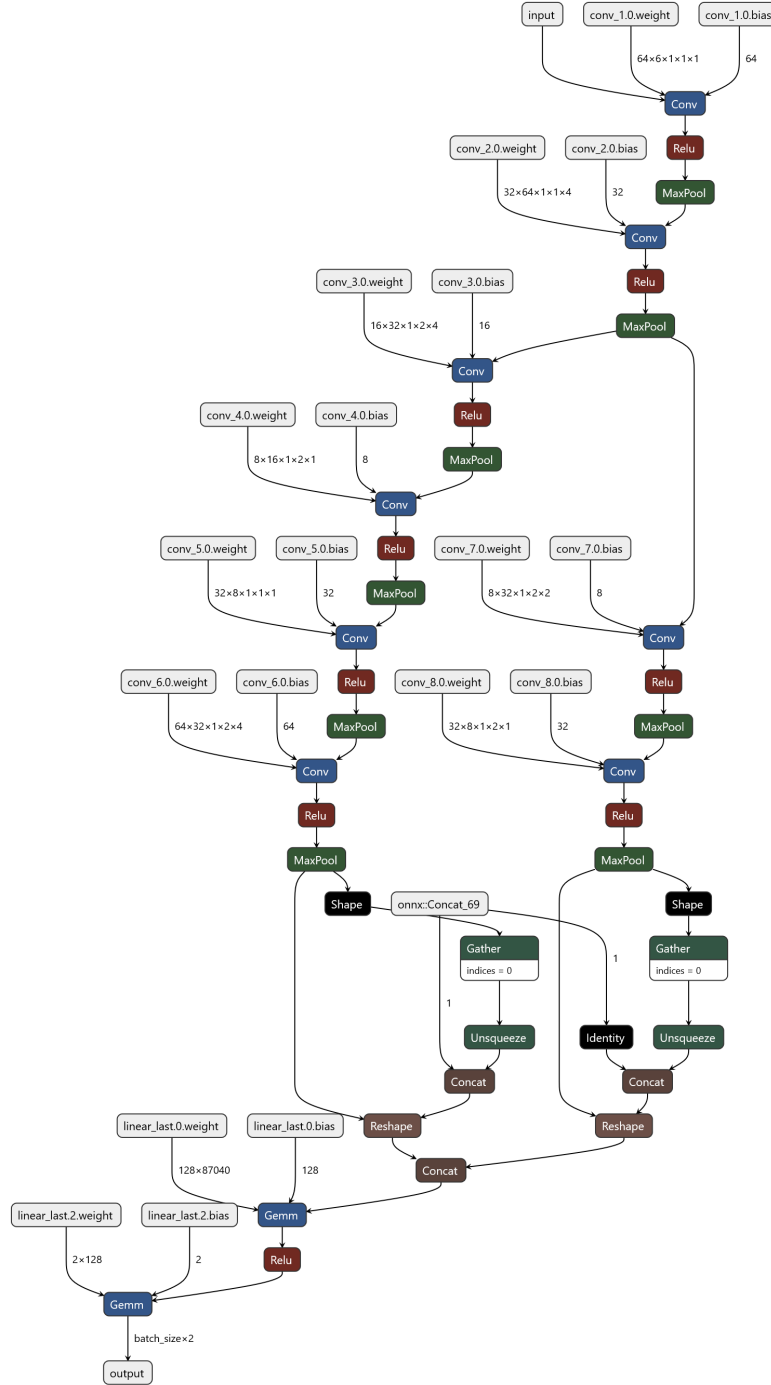 input
conv_1.0.weight
conv_1.0.bias
64×6×1×1×1
64
Conv
Relu
conv_2.0.weight
conv_2.0.bias
MaxPool
32×64×1×1×4
32
Conv
Relu
conv_3.0.weight
conv_3.0.bias
16×32×1×2×4
16
MaxPool
Conv
Relu
conv_4.0.weight
conv_4.0.bias
8×16×1×2×1
8
MaxPool
Conv
Relu
conv_5.0.weight
conv_5.0.bias
conv_7.0.weight
conv_7.0.bias
32×8×1×1×1
32
MaxPool
8×32×1×2×2
8
Conv
Conv
Relu
Relu
conv_6.0.weight
conv_6.0.bias
conv_8.0.weight
conv_8.0.bias
64×32×1×2×4
64
MaxPool
32×8×1×2×1
32
MaxPool
Conv
Conv
Relu
Relu
MaxPool
MaxPool
Shape
onnx::Concat_69
Shape
Gather
indices = 0
1
Gather
indices = 0
1
Unsqueeze
Identity
Unsqueeze
Concat
Concat
linear_last.0.weight
linear_last.0.bias
Reshape
Reshape
128×87040
128
Concat
linear_last.2.weight
linear_last.2.bias
Gemm
2×128
2
Relu
Gemm
batch_size×2
output